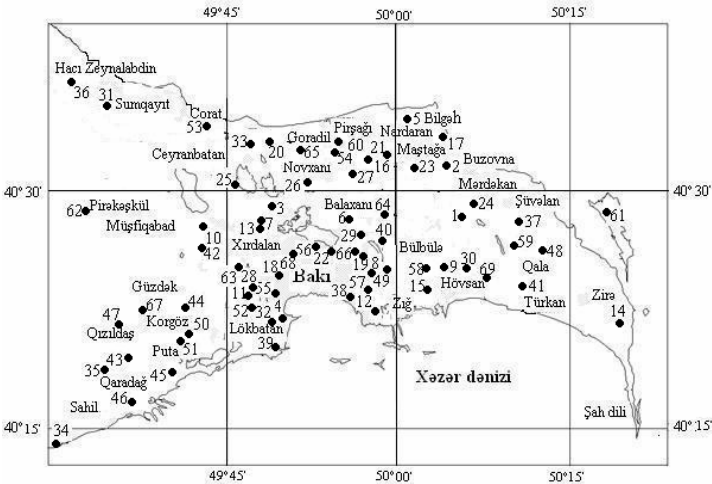 49°45' 50°00' 50°15'
Hacı Zeynalabdin
36 31 Sumqayıt
Corat
53
5 Bilgəh
Pirşağı
Goradil
Nardaran
33 20 65 54 60 21 17
Ceyranbatan
Maştağa
16 23 2 Buzovna
Novxanı
27
25 26
40°30' 40°30'
Mərdəkan
24
62 Pirəkəşkül
3
Balaxanı 64
Şüvəlan
61
Müşfiqabad
13 7 6 1 37
10
29 40
Xırdalan
42
56 22 66
Bülbülə
59 48
63 28 18 68 Bakı 19 8 58 9 30 69 Qala
Güzdək
11 55 57 49
Hövsan
41
38 15
Türkan
Zirə
67 44
52 32 4 12 Zığ
14
47 Korgöz 50
Lökbatan
Qızıldaş
Puta 51
39
43
35
45
Xəzər dənizi
Qaradağ
46
Sahil
Şah dili
34
40°15' 40°15'
49°45' 50°00' 50°15'